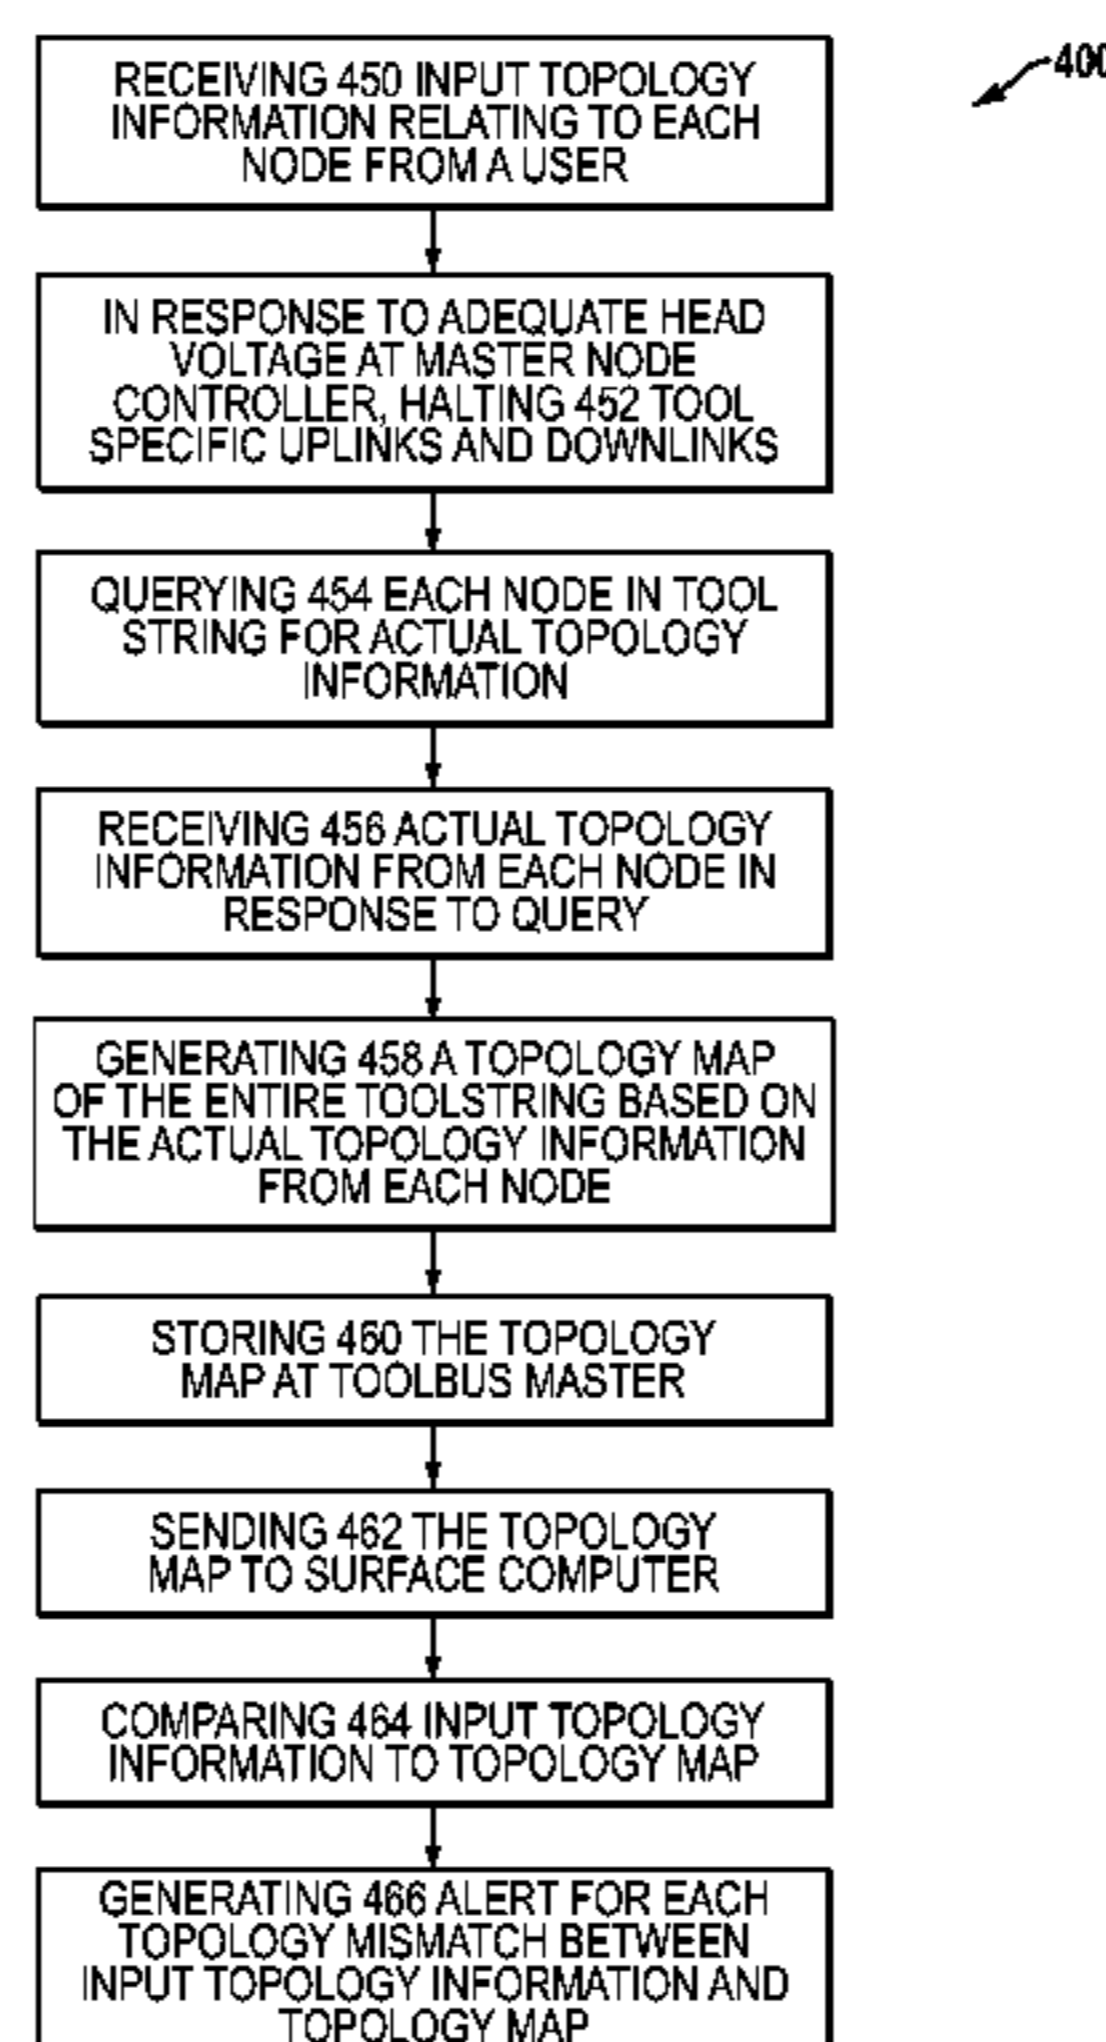 400
RECEIVING 450 INPUT TOPOLOGY
INFORMATION RELATING TO EACH
NODE FROM A USER
IN RESPONSE TO ADEQUATE HEAD
VOLTAGE AT MASTER NODE
CONTROLLER, HALTING 452 TOOL
SPECIFIC UPLINKS AND DOWNLINKS
QUERYING 454 EACH NODE IN TOOL
STRING FOR ACTUAL TOPOLOGY
INFORMATION
RECEIVING 456 ACTUAL TOPOLOGY
INFORMATION FROM EACH NODE IN
RESPONSE TO QUERY
GENERATING 458 A TOPOLOGY MAP
OF THE ENTIRE TOOLSTRING BASED ON
THE ACTUAL TOPOLOGY INFORMATION
FROM EACH NODE
STORING 460 THE TOPOLOGY
MAP AT TOOLBUS MASTER
SENDING 462 THE TOPOLOGY
MAP TO SURFACE COMPUTER
COMPARING 464 INPUT TOPOLOGY
INFORMATION TO TOPOLOGY MAP
GENERATING 466 ALERT FOR EACH
TOPOLOGY MISMATCH BETWEEN
INPUT TOPOLOGY INFORMATION AND
TOPOLOGY MAP